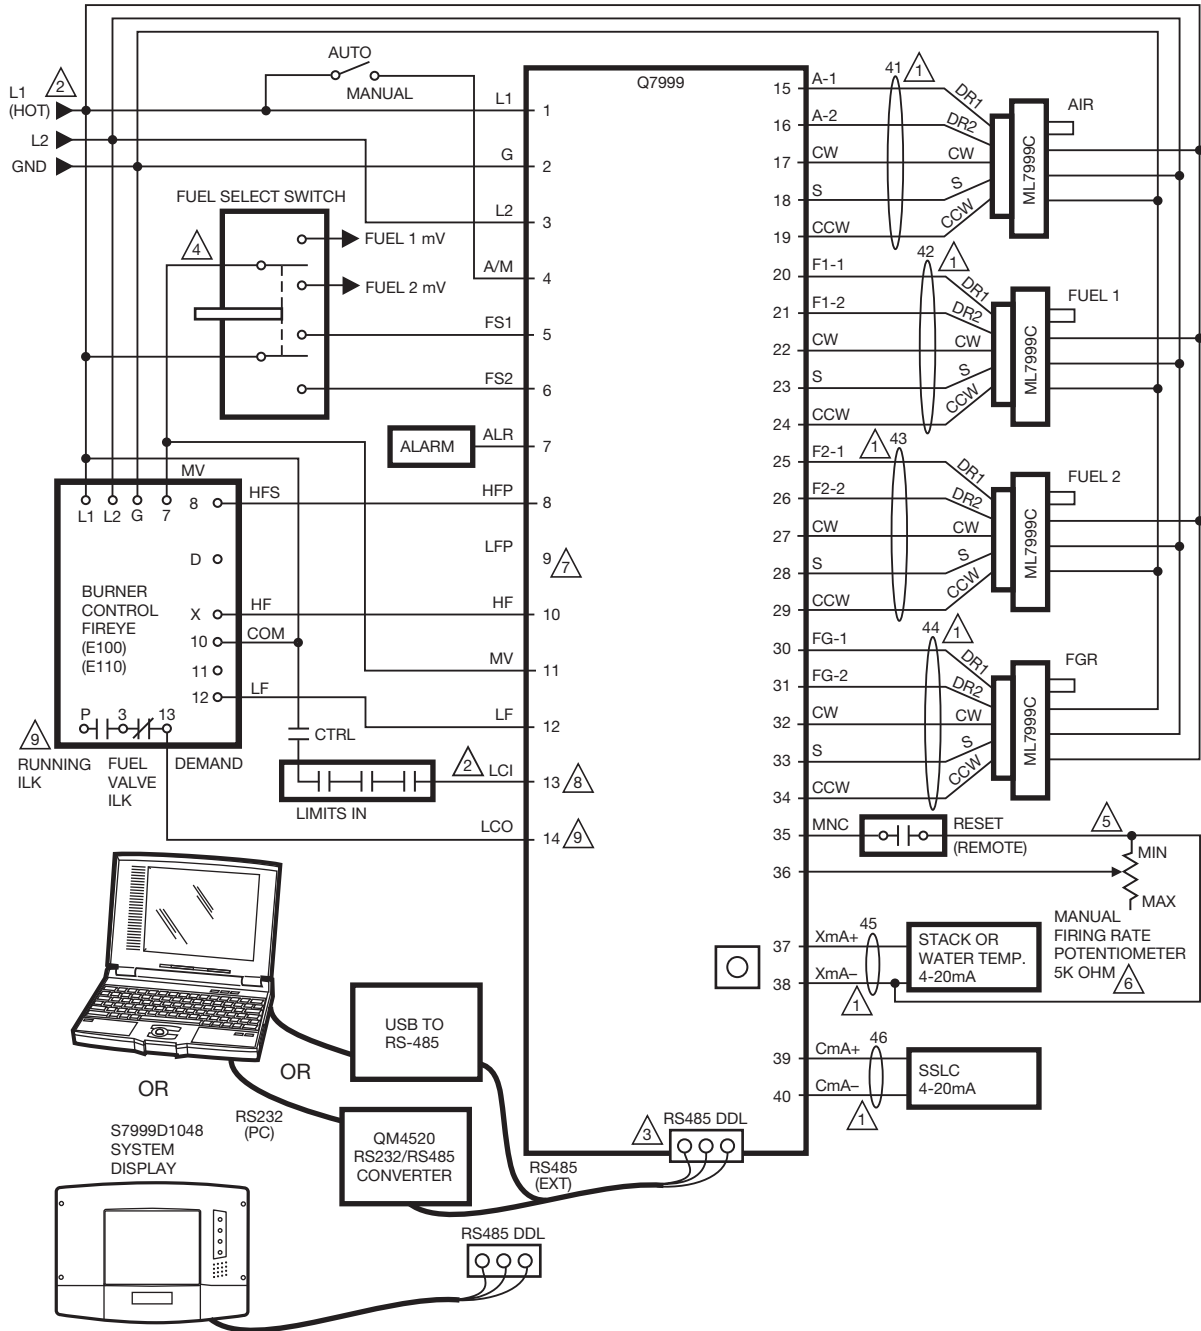 AUTO
MANUAL
L1
(HOT)
2
L2
GND
Q7999
L1
1
G
2
L2
3
A/M
4
FS1
5
FS2
6
ALR
7
HFP
8
LFP
9
7
HF
10
MV
11
LF
12
LCI
13
8
LCO
14
9
FUEL SELECT SWITCH
4
FUEL 1 mV
FUEL 2 mV
ALARM
MV
L1
L2
G
7
8
HFS
D
BURNER
CONTROL
FIREYE
(E100)
(E110)
X
HF
10
COM
11
12
LF
P
3
13
9
RUNNING
ILK
FUEL
VALVE
ILK
DEMAND
CTRL
2
LIMITS IN
15
A-1
41
1
DR1
16
A-2
DR2
17
CW
CW
18
S
S
19
CCW
CCW
ML7999C
AIR
20
F1-1
42
1
DR1
21
F1-2
DR2
22
CW
CW
23
S
S
24
CCW
CCW
ML7999C
FUEL 1
25
F2-1
1
43
DR1
26
F2-2
DR2
27
CW
CW
28
S
S
29
CCW
CCW
ML7999C
FUEL 2
30
FG-1
44
1
DR1
31
FG-2
DR2
32
CW
CW
33
S
S
34
CCW
CCW
ML7999C
FGR
35
MNC
RESET
(REMOTE)
5
MIN
36
MAX
MANUAL
FIRING RATE
POTENTIOMETER
5K OHM
6
37
XmA+
45
STACK OR
WATER TEMP.
4-20mA
38
XmA–
1
39
CmA+
46
SSLC
4-20mA
40
CmA–
1
USB TO
RS-485
OR
OR
RS232
(PC)
QM4520
RS232/RS485
CONVERTER
3
RS485 DDL
RS485
(EXT)
S7999D1048
SYSTEM
DISPLAY
RS485 DDL